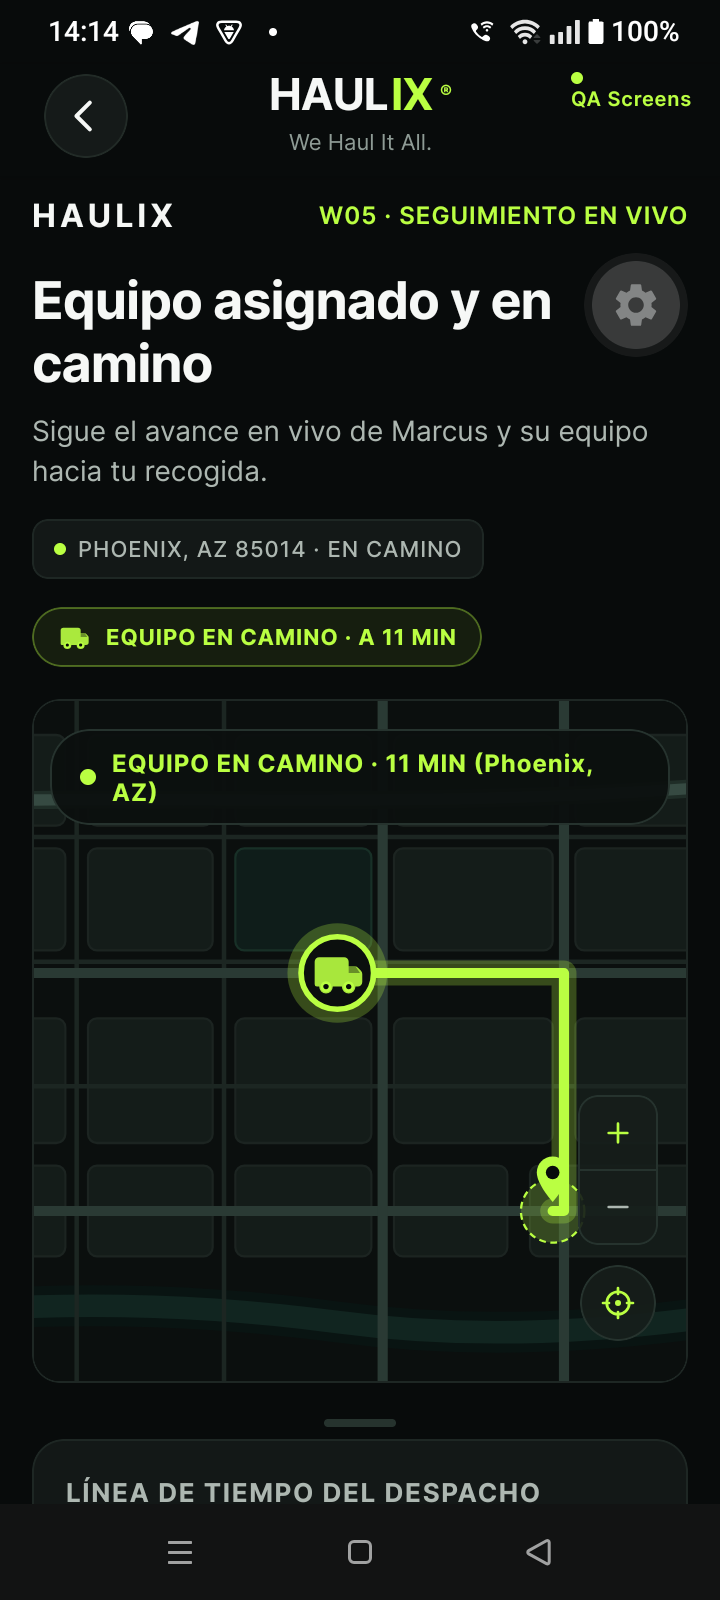 14:14
100%
HAULIX ®
QA Screens
We Haul It All.
HAULIX
W05 · SEGUIMIENTO EN VIVO
Equipo asignado y en
camino
Sigue el avance en vivo de Marcus y su equipo
hacia tu recogida.
PHOENIX, AZ 85014 · EN CAMINO
EQUIPO EN CAMINO · A 11 MIN
EQUIPO EN CAMINO · 11 MIN (Phoenix,
AZ)
LÍNEA DE TIEMPO DEL DESPACHO